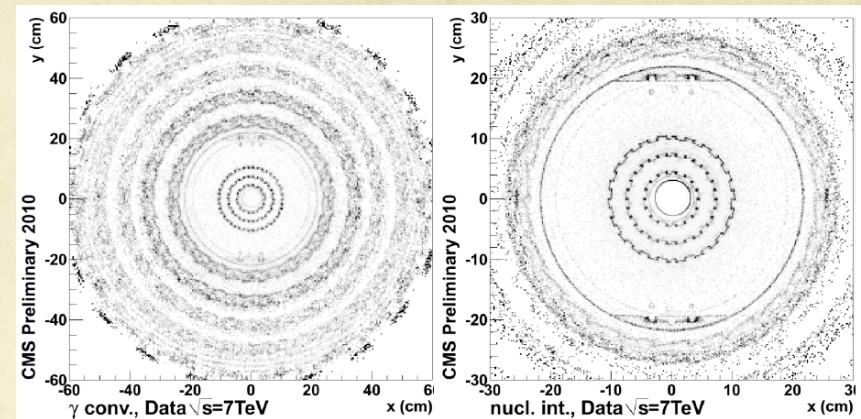 y (cm)
60
40
20
0
-20
-40
-60
-60 -40 -20 0 20 40 6
CMS Preliminary 2010
γ conv., Data √s=7TeV x (cm)
y (cm)
30
20
10
0
-10
-20
-30
-30 -20 -10 0 10 20 30
CMS Preliminary 2010
nucl. int., Data √s=7TeV x (cm)